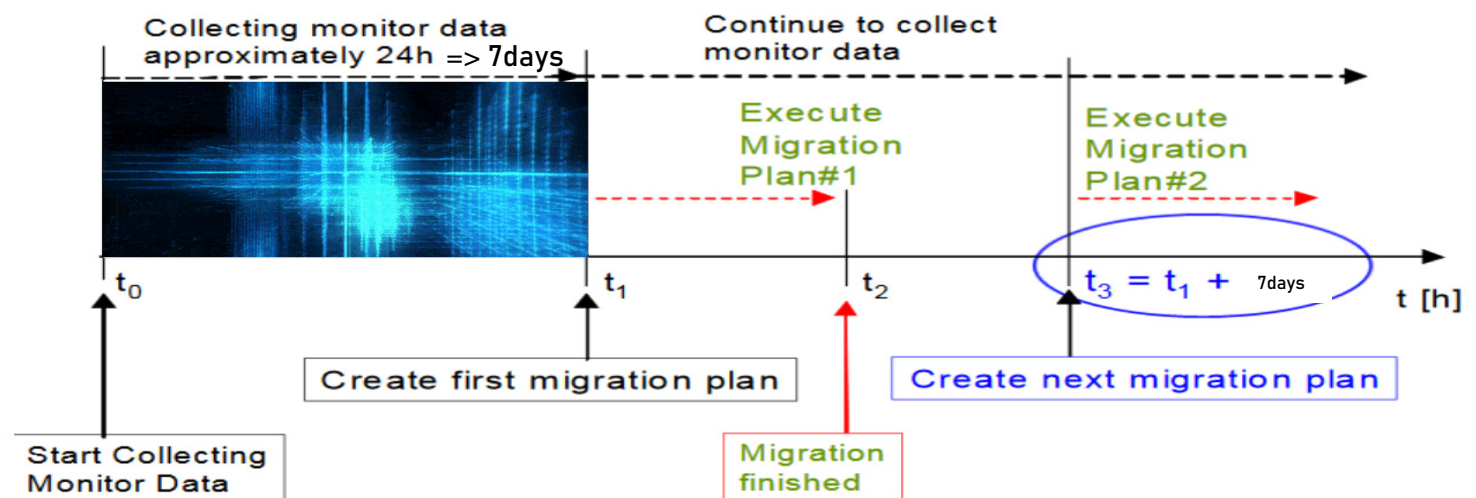 Collecting monitor data
approximately 24h => 7days
Continue to collect
monitor data
Execute
Migration
Plan#1
Execute
Migration
Plan#2
t0
t1
t2
t3 = t1 + 7days
t [h]
Create first migration plan
Create next migration plan
Start Collecting
Monitor Data
Migration
finished